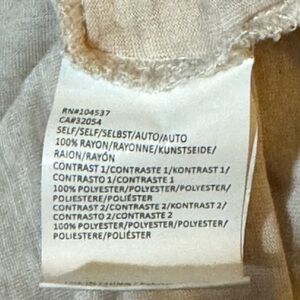 RN#104537
CA#32054
SELF/SELF/SELBST/AUTO/AUTO
100% RAYON/RAYONNE/KUNSTSEIDE/
RAION/RAYÓN
CONTRAST 1/CONTRASTE 1/KONTRAST 1/
CONTRASTO 1/CONTRASTE 1
100% POLYESTER/POLYESTER/POLYESTER/
POLIESTERE/POLIÉSTER
CONTRAST 2/CONTRASTE 2/KONTRAST 2/
CONTRASTO 2/CONTRASTE 2
100% POLYESTER/POLYESTER/POLYESTER/
POLIESTERE/POLIÉSTER